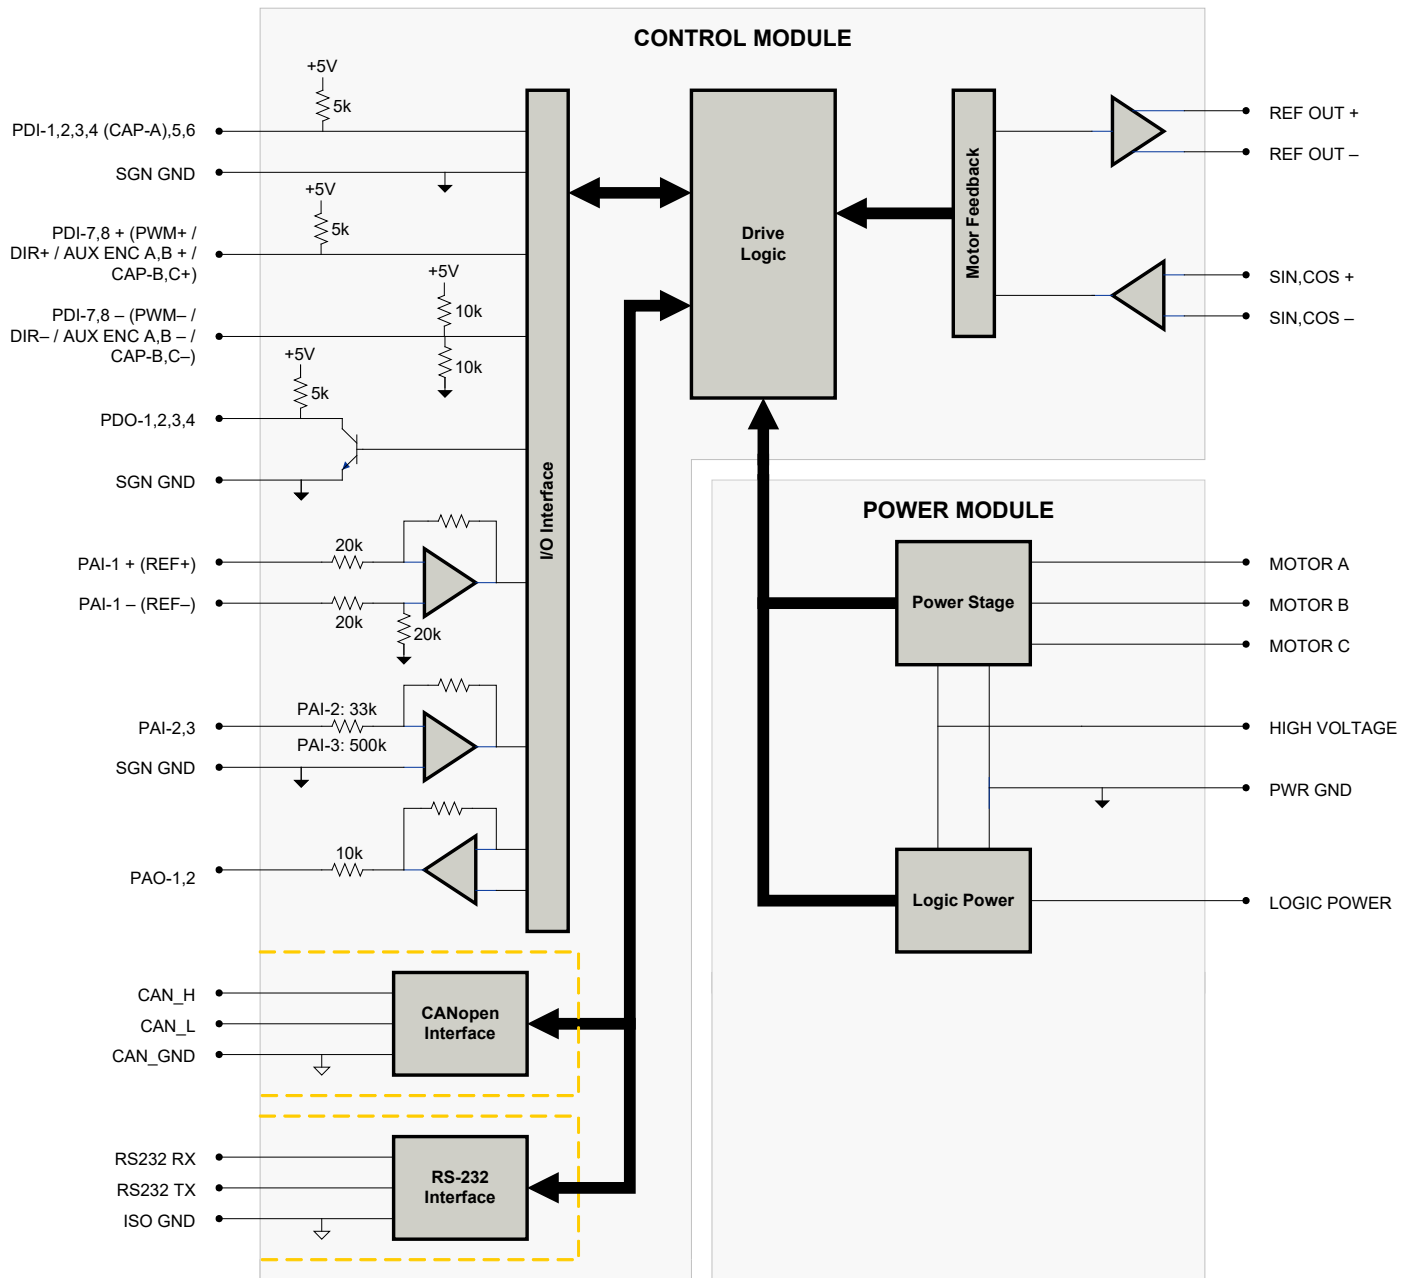 CONTROL MODULE
+5V
5k
PDI-1,2,3,4 (CAP-A),5,6
SGN GND
+5V
5k
PDI-7,8 + (PWM+ /
DIR+ / AUX ENC A,B + /
CAP-B,C+)
+5V
10k
PDI-7,8 – (PWM– /
DIR– / AUX ENC A,B – /
CAP-B,C–)
10k
+5V
5k
PDO-1,2,3,4
SGN GND
20k
PAI-1 + (REF+)
PAI-1 – (REF–)
20k
20k
PAI-2: 33k
PAI-2,3
PAI-3: 500k
SGN GND
10k
PAO-1,2
I/O Interface
Drive
Logic
Motor Feedback
REF OUT +
REF OUT –
SIN,COS +
SIN,COS –
POWER MODULE
Power Stage
MOTOR A
MOTOR B
MOTOR C
HIGH VOLTAGE
PWR GND
Logic Power
LOGIC POWER
CAN_H
CAN_L
CAN_GND
CANopen
Interface
RS232 RX
RS232 TX
ISO GND
RS-232
Interface